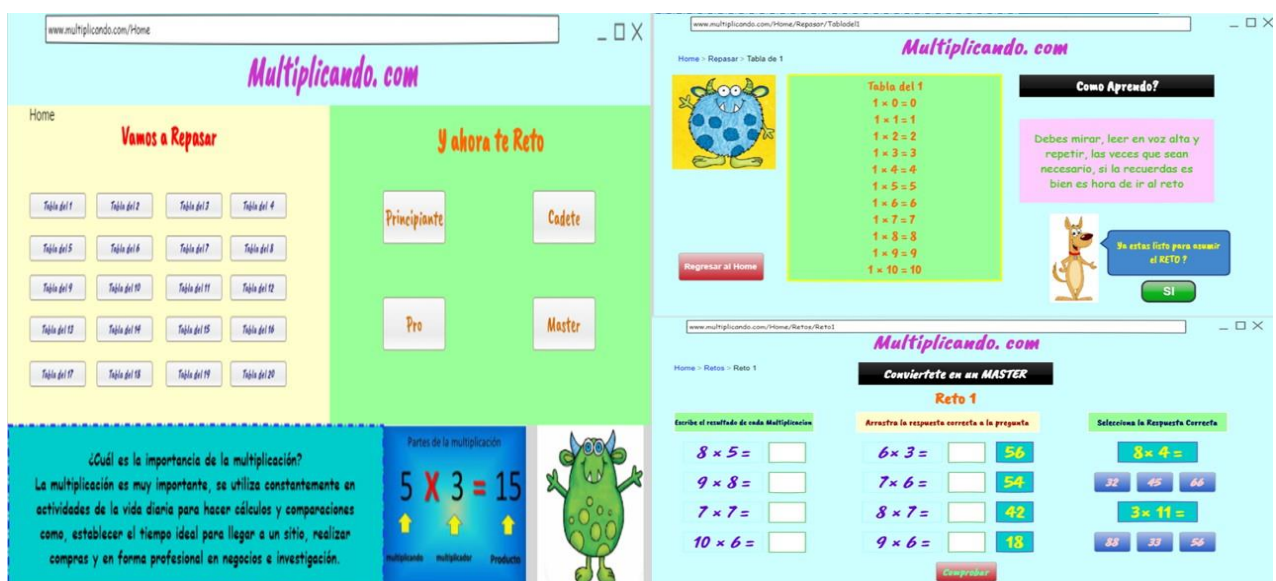 www.multiplicando.com/Home
Multiplicando. com
Home
Vamos a Repasar
Tabla del 1
Tabla del 2
Tabla del 3
Tabla del 4
Tabla del 5
Tabla del 6
Tabla del 7
Tabla del 8
Tabla del 9
Tabla del 10
Tabla del 11
Tabla del 12
Tabla del 13
Tabla del 14
Tabla del 15
Tabla del 16
Tabla del 17
Tabla del 18
Tabla del 19
Tabla del 20
Y ahora te Reto
Principiante
Cadete
Pro
Master
¿Cuál es la importancia de la multiplicación?
La multiplicación es muy importante, se utiliza constantemente en
actividades de la vida diaria para hacer cálculos y comparaciones
como, establecer el tiempo ideal para llegar a un sitio, realizar
compras y en forma profesional en negocios e investigación.
Partes de la multiplicación
5 X 3 = 15
multiplicando multiplicador Producto
www.multiplicando.com/Home/Repasar/Tabladel1
Multiplicando. com
Home > Repasar > Tabla de 1
Tabla del 1
1 × 0 = 0
1 × 1 = 1
1 × 2 = 2
1 × 3 = 3
1 × 4 = 4
1 × 5 = 5
1 × 6 = 6
1 × 7 = 7
1 × 8 = 8
1 × 9 = 9
1 × 10 = 10
Regresar al Home
Como Aprendo?
Debes mirar, leer en voz alta y
repetir, las veces que sean
necesario, si la recuerdas es
bien es hora de ir al reto
Ya estas listo para asumir
el RETO ?
SI
www.multiplicando.com/Home/Retos/Reto1
Multiplicando. com
Home > Retos > Reto 1
Conviertete en un MASTER
Reto 1
Escribe el resultado de cada Multiplicacion
8 × 5 =
9 × 8 =
7 × 7 =
10 × 6 =
Arrastra la respuesta correcta a la pregunta
6× 3 = 56
7× 6 = 54
8 × 7 = 42
9 × 6 = 18
Comprobar
Selecciona la Respuesta Correcta
8× 4 =
32 45 66
3× 11 =
33 56